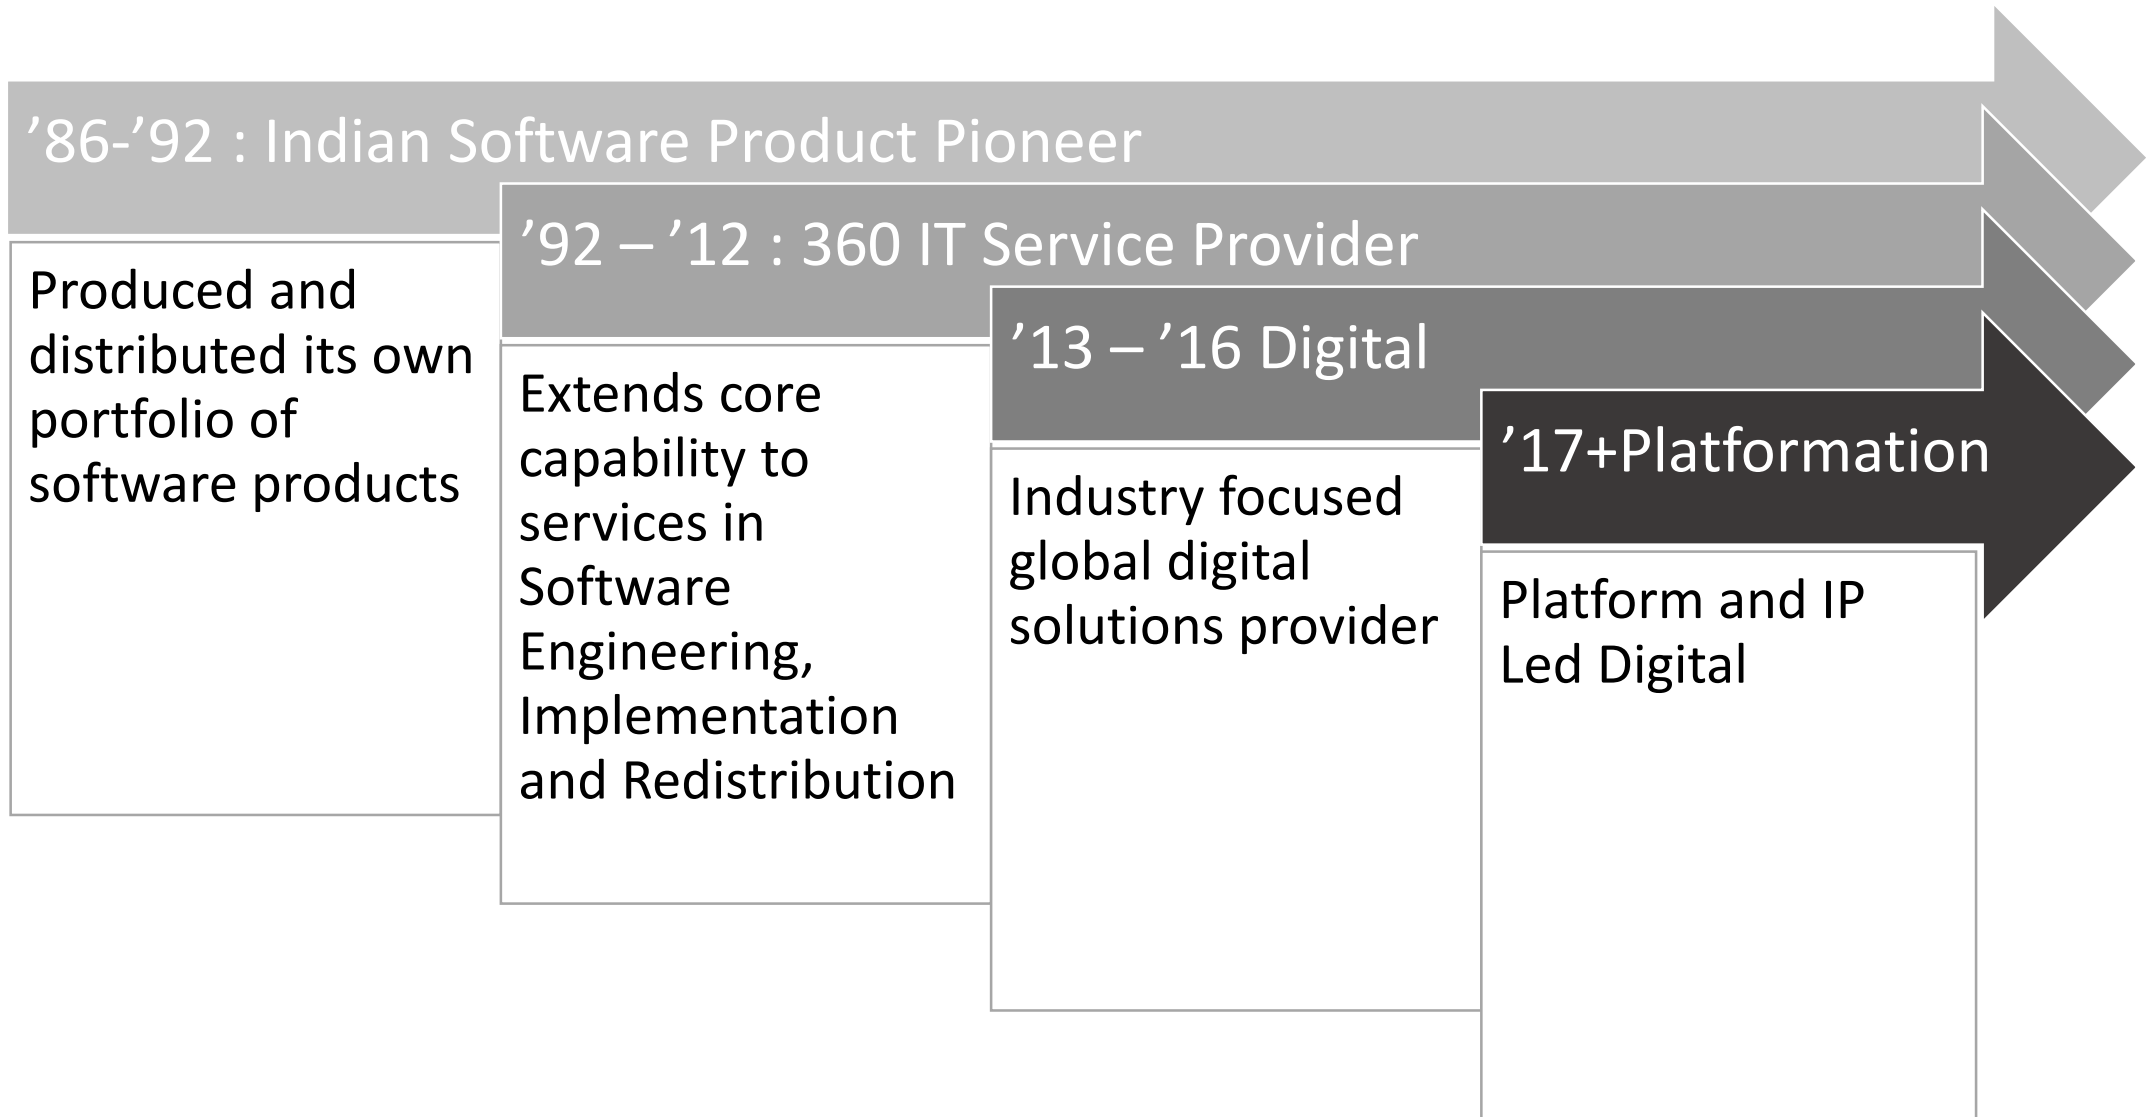 ’86-’92 : Indian Software Product Pioneer
Produced and
distributed its own
portfolio of
software products
’92 – ’12 : 360 IT Service Provider
Extends core
capability to
services in
Software
Engineering,
Implementation
and Redistribution
’13 – ’16 Digital
Industry focused
global digital
solutions provider
’17+Platformation
Platform and IP
Led Digital